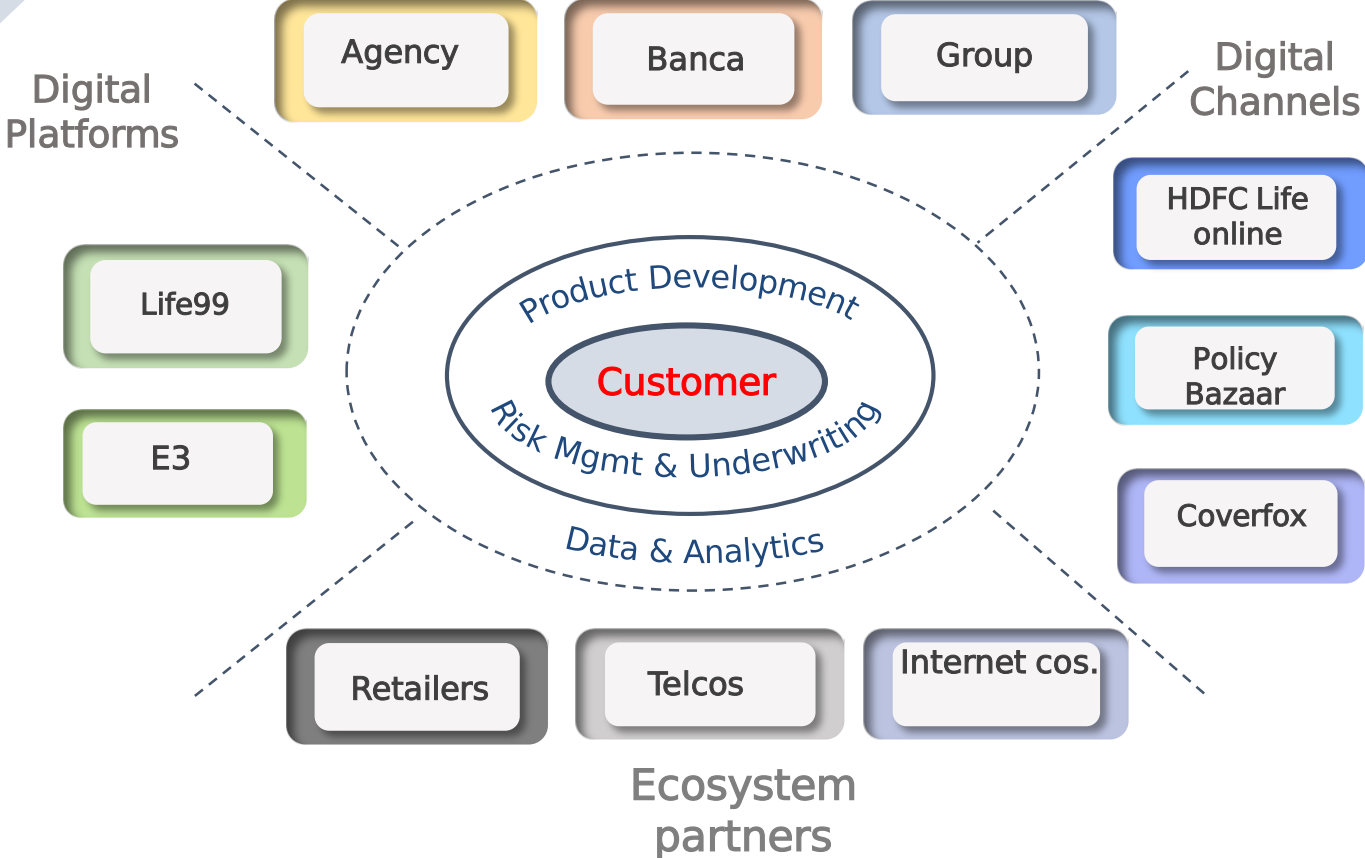 Agency
Banca
Group
Digital
Platforms
Digital
Channels
HDFC Life
online
Life99
Product Development
Policy
Bazaar
Customer
E3
Risk Mgmt & Underwriting
Coverfox
Data & Analytics
Retailers
Telcos
Internet cos.
Ecosystem
partners